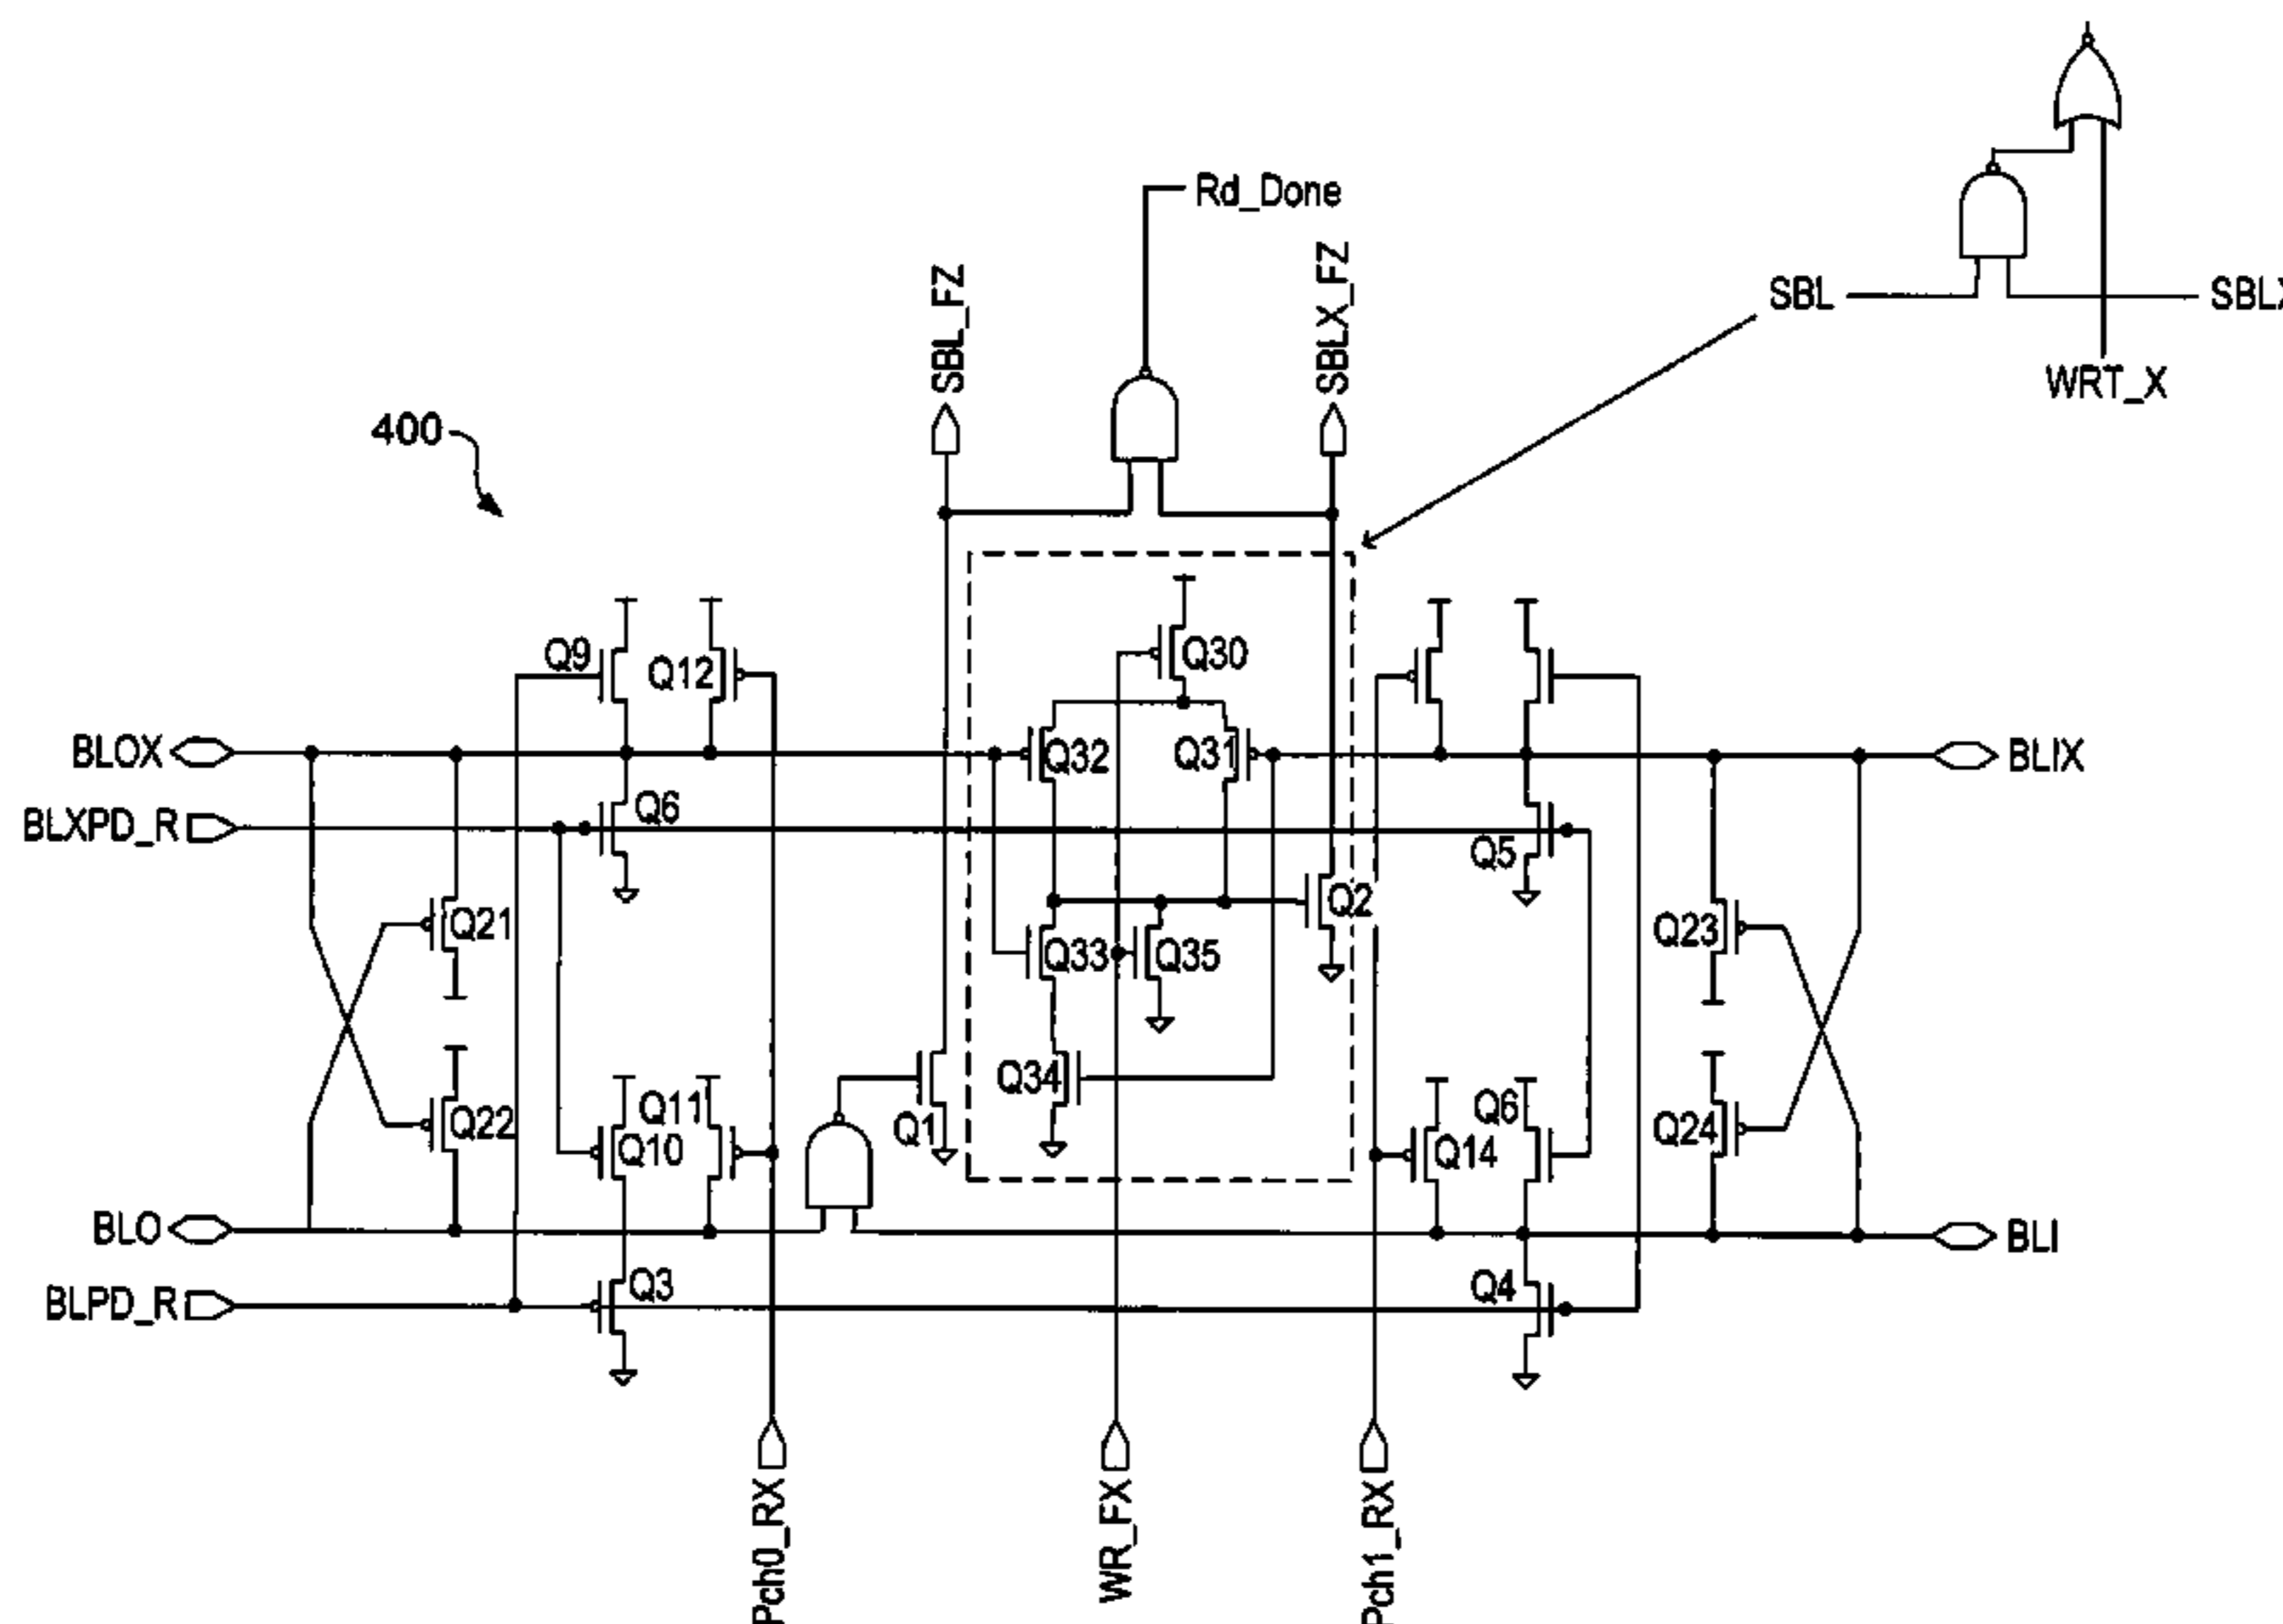 Rd_Done
SBL_FZ
SBLX_FZ
SBL
SBLX
WRT_X
400
Q9
Q12
Q30
BLOX
Q32
Q31
BLIX
BLXPD_R
Q6
Q5
Q21
Q2
Q23
Q33
Q35
Q22
Q11
Q10
Q1
Q34
Q6
Q14
Q24
BLO
BLI
BLPD_R
Q3
Q4
Pch0_RX
WR_FX
Pch1_RX